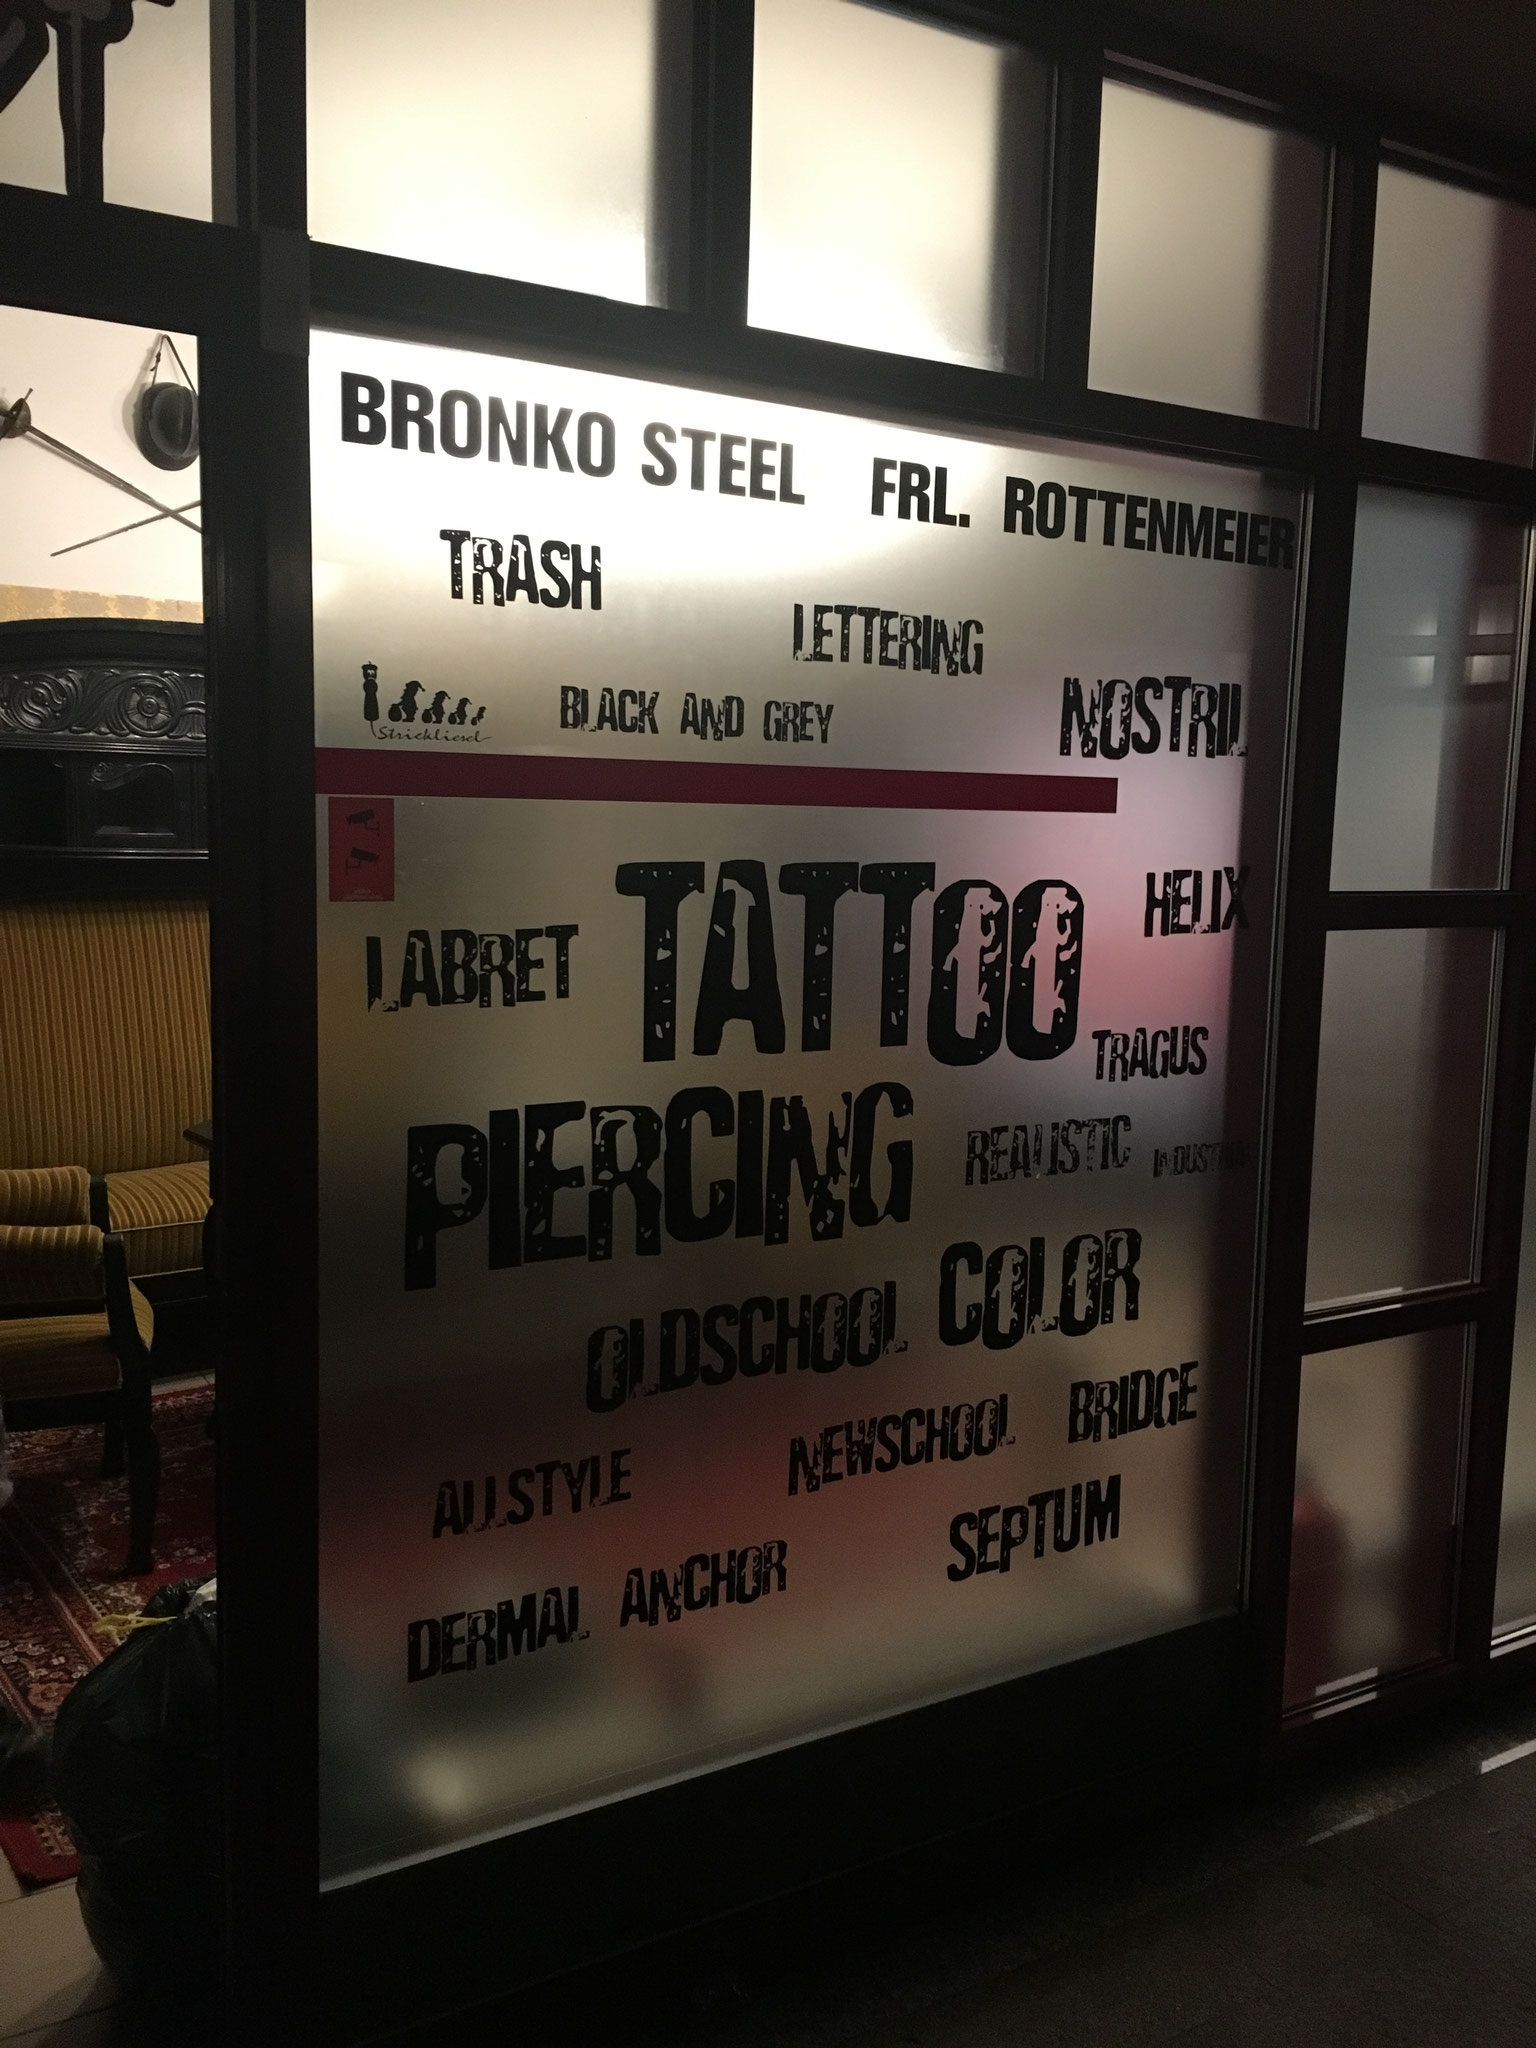 BRONKO STEEL FRL. ROTTENMEIER
TRASH
LETTERING
Strickliesel
BLACK AND GREY
NOSTRIL
LABRET
TATTOO
HELIX
TRAGUS
PIERCING
REALISTIC
INDUSTRIAL
OLDSCHOOL
COLOR
ALLSTYLE
NEWSCHOOL
BRIDGE
DERMAL ANCHOR
SEPTUM